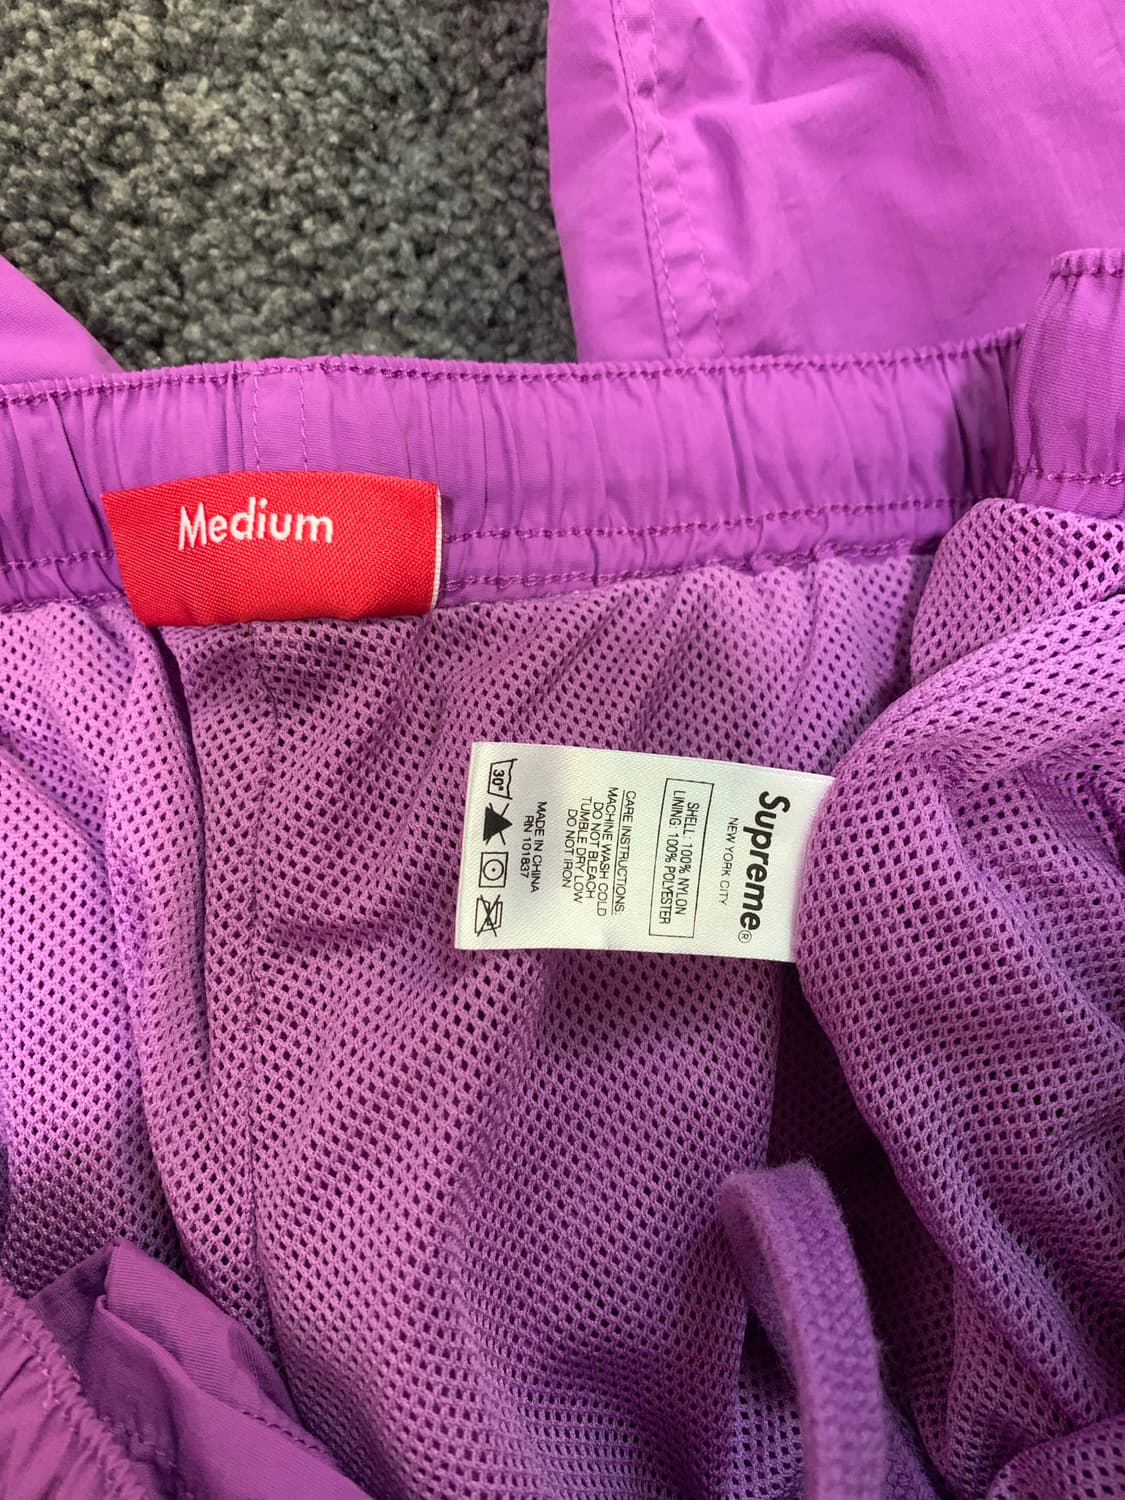 Medium
Supreme®
NEW YORK CITY
SHELL: 100% NYLON
LINING: 100% POLYESTER
CARE INSTRUCTIONS:
MACHINE WASH COLD
DO NOT BLEACH
TUMBLE DRY LOW
DO NOT IRON
MADE IN CHINA
RN 101837
30°